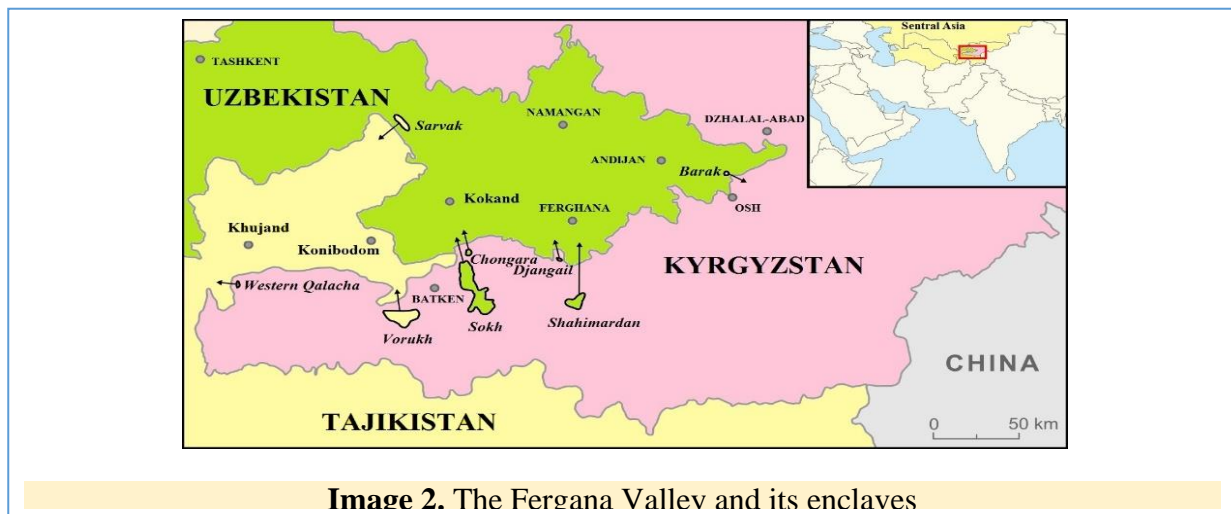 Sentral Asia
TASHKENT
UZBEKISTAN
Sarvak
NAMANGAN
DZHALAL-ABAD
ANDIJAN
Barak
OSH
Kokand
FERGHANA
Khujand
Konibodom
Chongara
Djangail
KYRGYZSTAN
Western Qalacha
BATKEN
Vorukh
Sokh
Shahimardan
CHINA
TAJIKISTAN
0 50 km
Image 2. The Fergana Valley and its enclaves